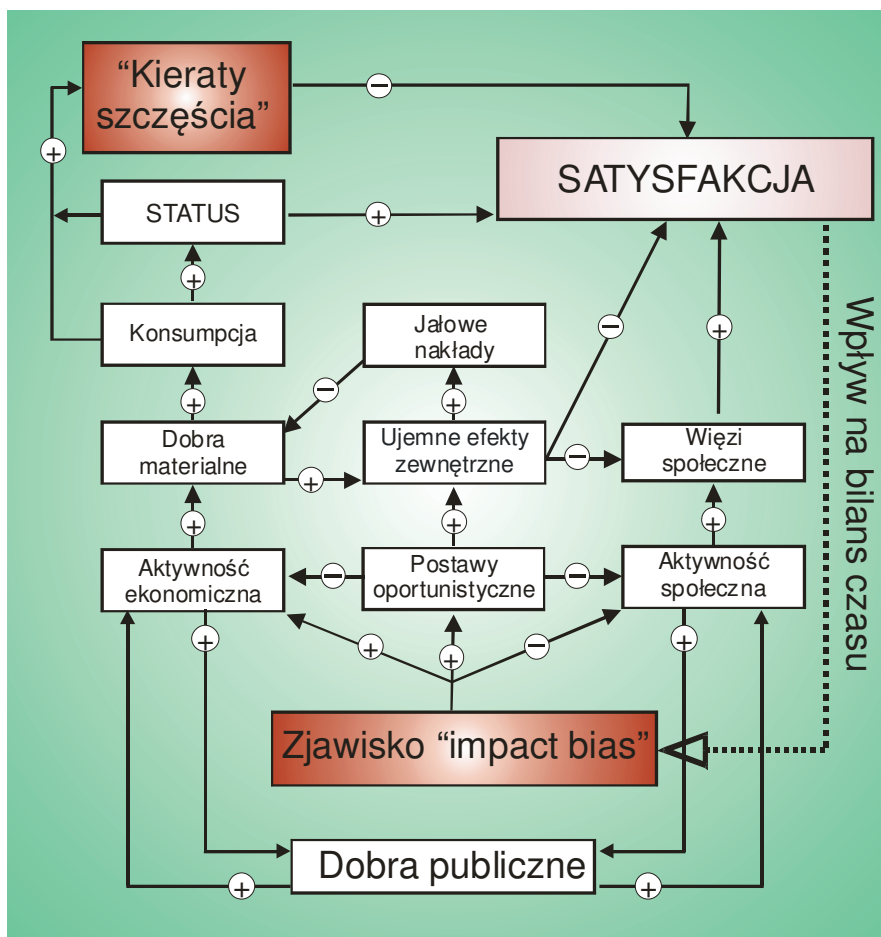 “Kieraty
szczęścia”
−
SATYSFAKCJA
+
STATUS
+
+
Konsumpcja
Jałowe
nakłady
−
+
−
+
+
Dobra
materialne
Ujemne efekty
zewnętrzne
Więzi
społeczne
+
−
+
+
+
Aktywność
ekonomiczna
−
Postawy
oportunistyczne
−
Aktywność
społeczna
+
+
+
−
+
Zjawisko “impact bias”
Wpływ na bilans czasu
Dobra publiczne
+
+